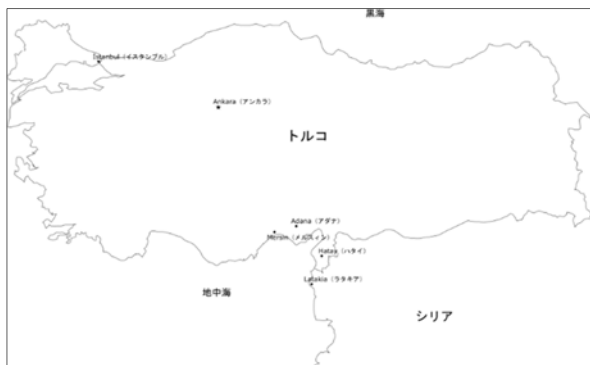 黒海
Istanbul（イスタンブル）
Ankara（アンカラ）
トルコ
Adana（アダナ）
Mersin（メルスィン）
Hatay（ハタイ）
Latakia（ラタキア）
地中海
シリア